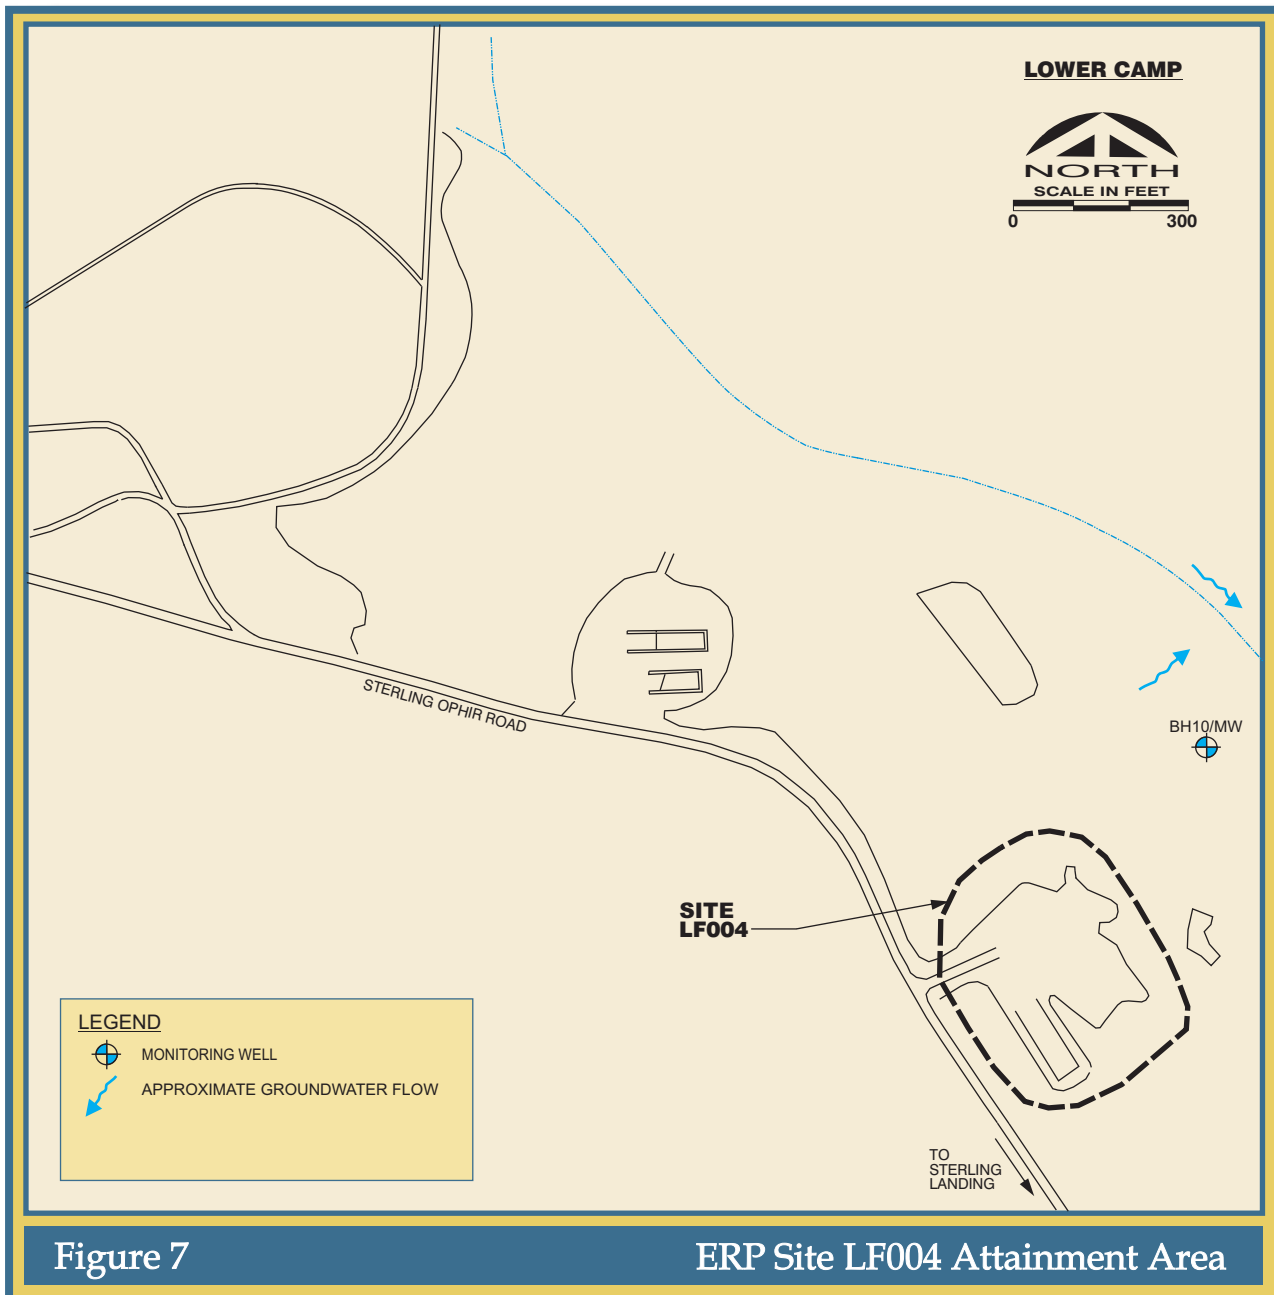 LOWER CAMP
NORTH
SCALE IN FEET
0 300
STERLING OPHIR ROAD
BH10/MW
SITE
LF004
LEGEND
MONITORING WELL
APPROXIMATE GROUNDWATER FLOW
TO
STERLING
LANDING
Figure 7 ERP Site LF004 Attainment Area